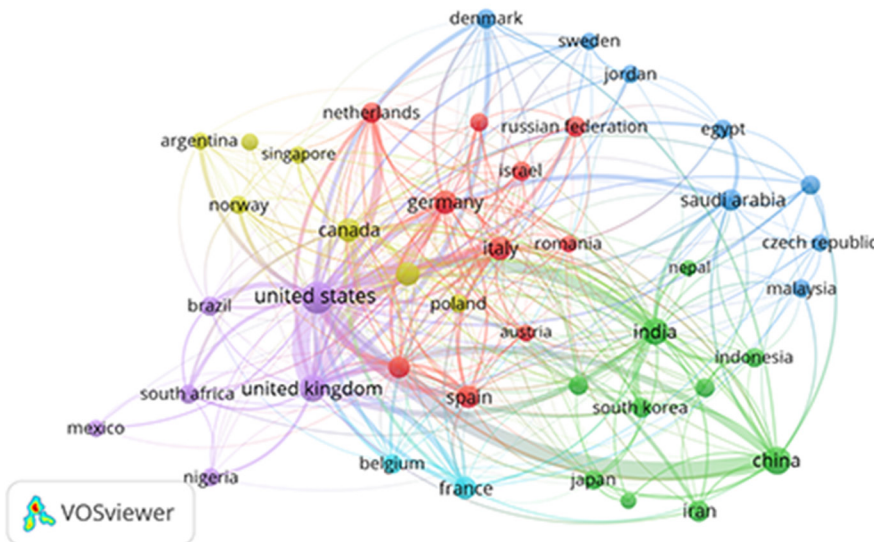 denmark
sweden
jordan
netherlands
russian federation
egypt
argentina
singapore
israel
norway
germany
saudi arabia
canada
italy
romania
czech republic
nepal
united states
brazil
poland
malaysia
austria
india
indonesia
south africa
united kingdom
spain
south korea
mexico
belgium
china
nigeria
france
japan
iran
VOSviewer